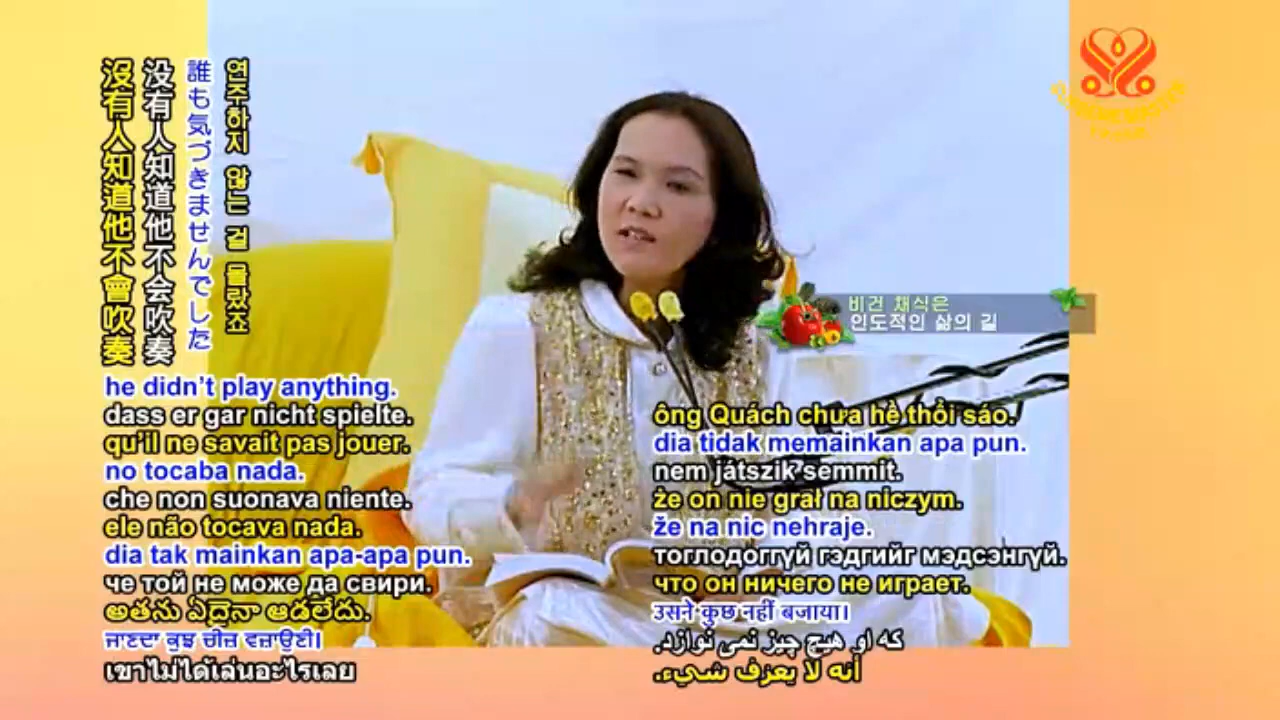 沒有人知道他不會吹奏
没有人知道他不会吹奏
誰も気づきませんでした
연주하지 않는 걸 몰랐죠
he didn't play anything.
dass er gar nicht spielte.
qu'il ne savait pas jouer.
no tocaba nada.
che non suonava niente.
ele não tocava nada.
dia tak mainkan apa-apa pun.
че той не може да свири.
అతను ఏదైనా ఆడలేదు.
ਜਾਣਦਾ ਕੁਝ ਚੀਜ਼ ਵਜਾਉਣੀ।
เขาไม่ได้เล่นอะไรเลย
ông Quách chưa hề thổi sáo.
dia tidak memainkan apa pun.
nem játszik semmit.
że on nie grał na niczym.
že na nic nehraje.
тоглодоггүй гэдгийг мэдсэнгүй.
что он ничего не играет.
उसने कुछ नहीं बजाया।
که او هیچ چیز نمی نوازد.
أنه لا يعزف شيء.
비건 채식은
인도적인 삶의 길